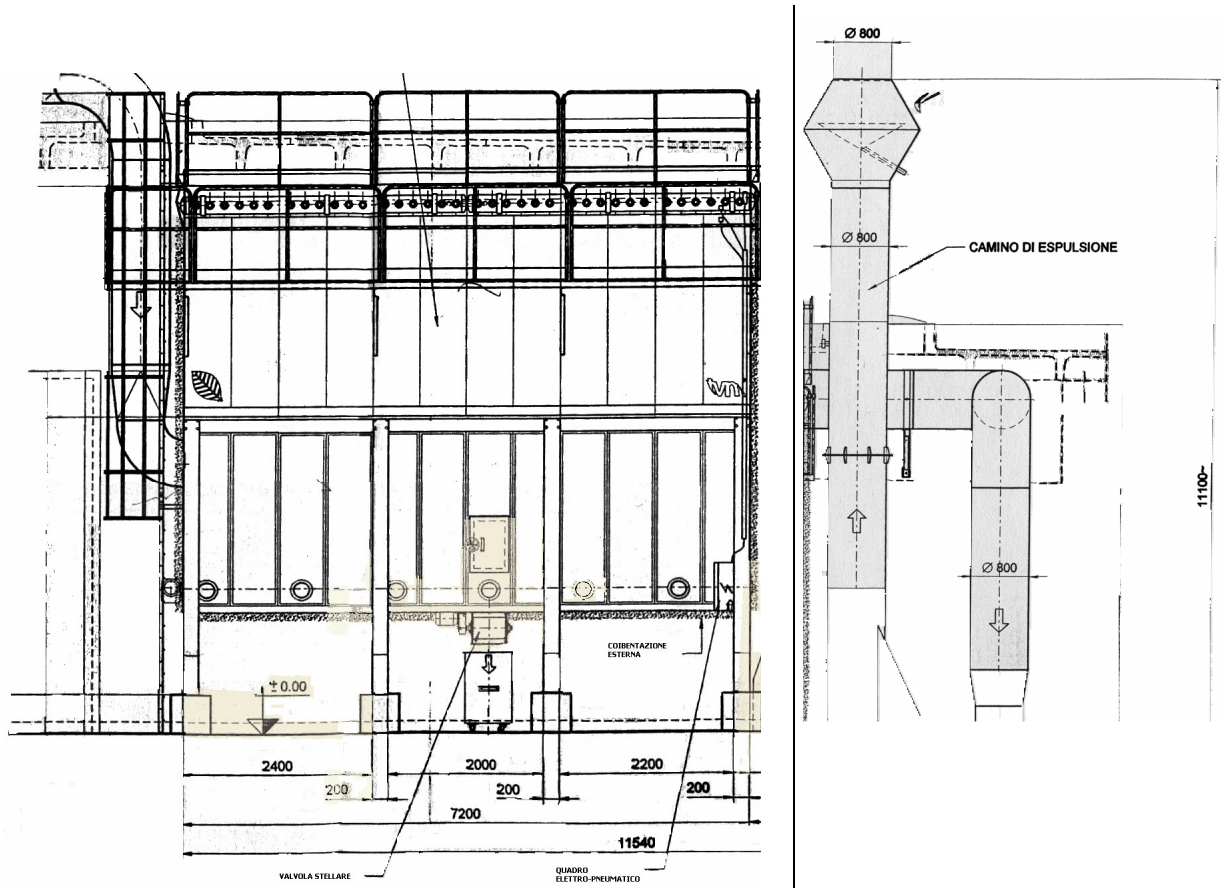 COIBENTAZIONE
ESTERNA
±0.00
2400
2000
2200
200
200
200
7200
11540
VALVOLA STELLARE
QUADRO
ELETTRO-PNEUMATICO
Ø 800
Ø 800
CAMINO DI ESPULSIONE
11100~
Ø 800